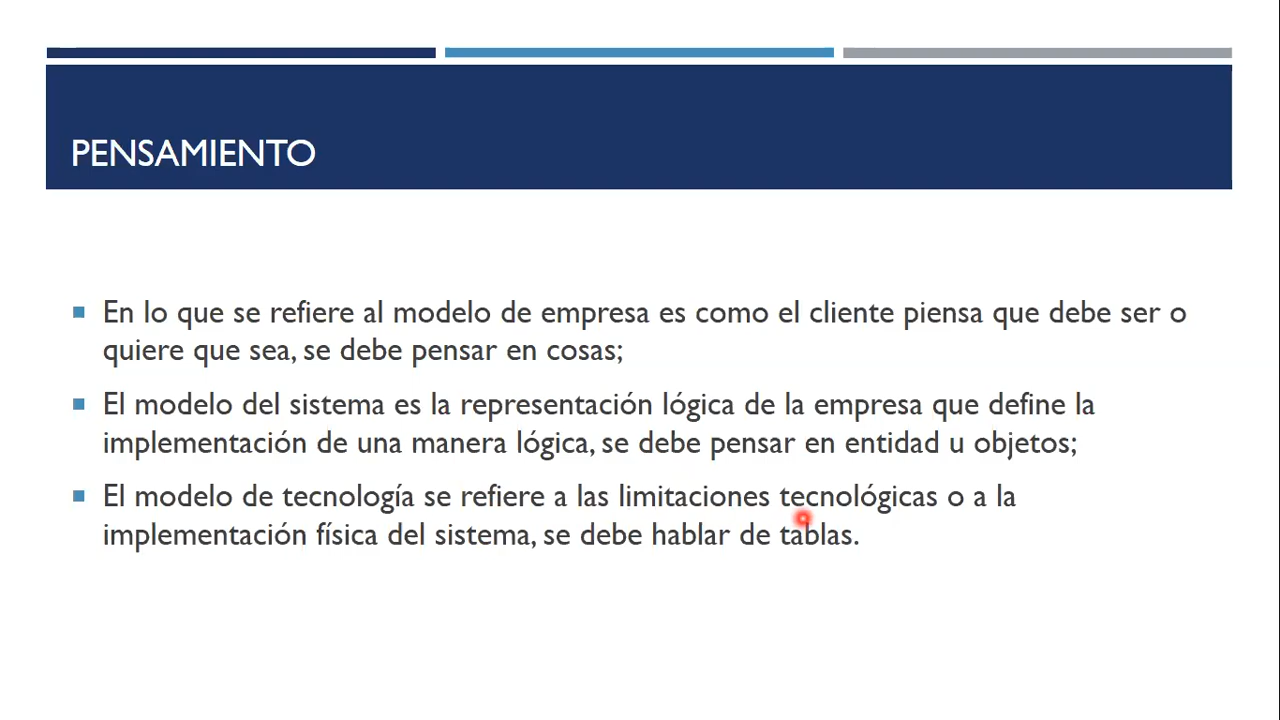 PENSAMIENTO
En lo que se refiere al modelo de empresa es como el cliente piensa que debe ser o
quiere que sea, se debe pensar en cosas;
El modelo del sistema es la representación lógica de la empresa que define la
implementación de una manera lógica, se debe pensar en entidad u objetos;
El modelo de tecnología se refiere a las limitaciones tecnológicas o a la
implementación física del sistema, se debe hablar de tablas.